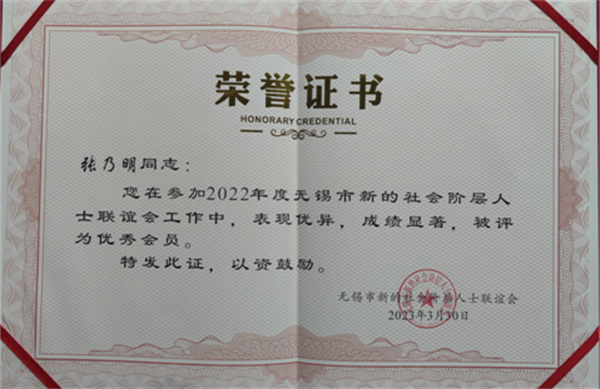 荣誉证书
HONORARY CREDENTIAL
张乃明同志：
您在参加2022年度无锡市新的社会阶层人
士联谊会工作中，表现优异，成绩显著，被评
为优秀会员。
特发此证，以资鼓励。
无锡市新的社会阶层人士联谊会
2023年3月30日